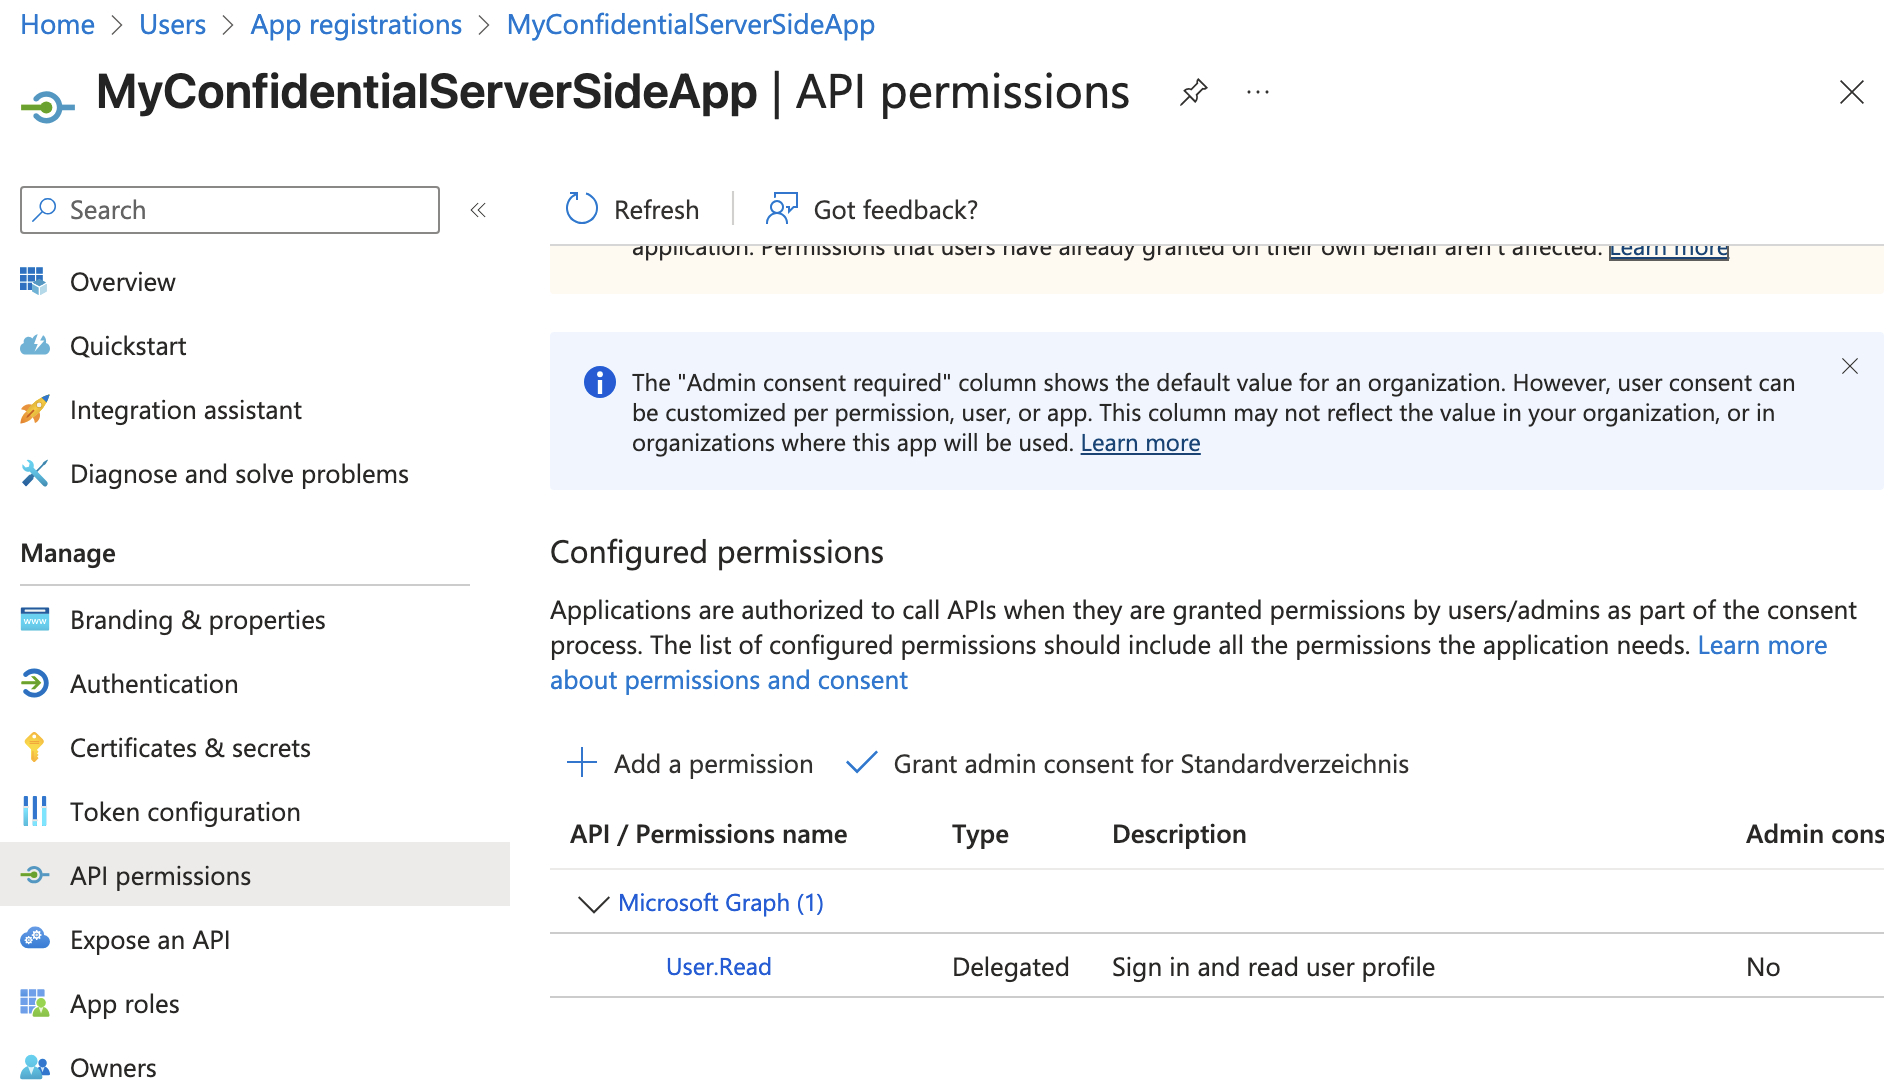 Home > Users > App registrations > MyConfidentialServerSideApp
MyConfidentialServerSideApp | API permissions
Search
«
Refresh
Got feedback?
application. Permissions that users have already granted on their own behalf aren't affected. Learn more
Overview
Quickstart
Integration assistant
Diagnose and solve problems
Manage
Branding & properties
Authentication
Certificates & secrets
Token configuration
API permissions
Expose an API
App roles
Owners
The "Admin consent required" column shows the default value for an organization. However, user consent can
be customized per permission, user, or app. This column may not reflect the value in your organization, or in
organizations where this app will be used. Learn more
Configured permissions
Applications are authorized to call APIs when they are granted permissions by users/admins as part of the consent
process. The list of configured permissions should include all the permissions the application needs. Learn more
about permissions and consent
Add a permission
Grant admin consent for Standardverzeichnis
API / Permissions name Type Description Admin cons
Microsoft Graph (1)
User.Read Delegated Sign in and read user profile No